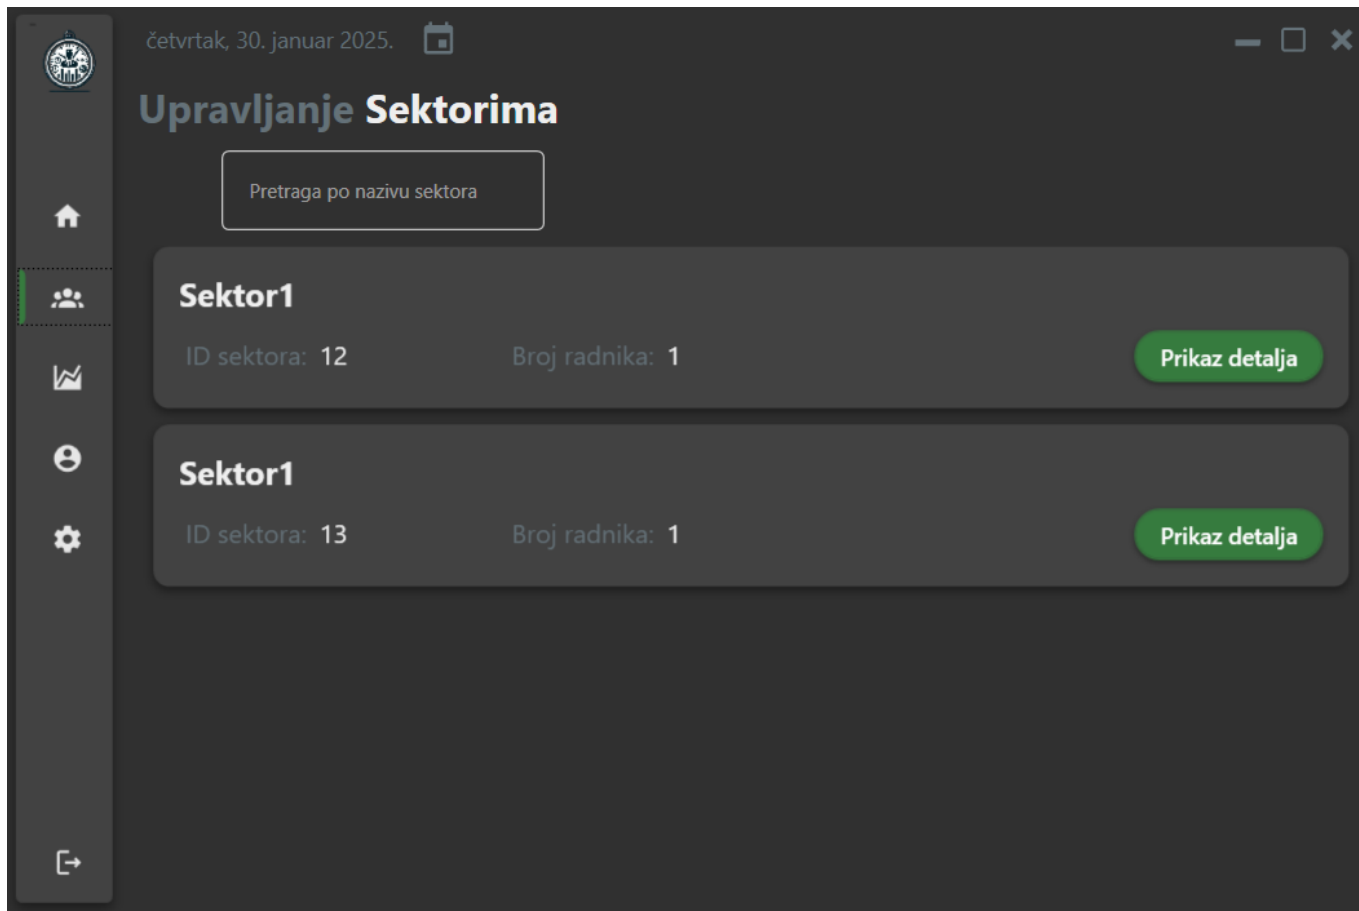 četvrtak, 30. januar 2025.
Upravljanje Sektorima
Pretraga po nazivu sektora
Sektor1
ID sektora: 12 Broj radnika: 1 Prikaz detalja
Sektor1
ID sektora: 13 Broj radnika: 1 Prikaz detalja